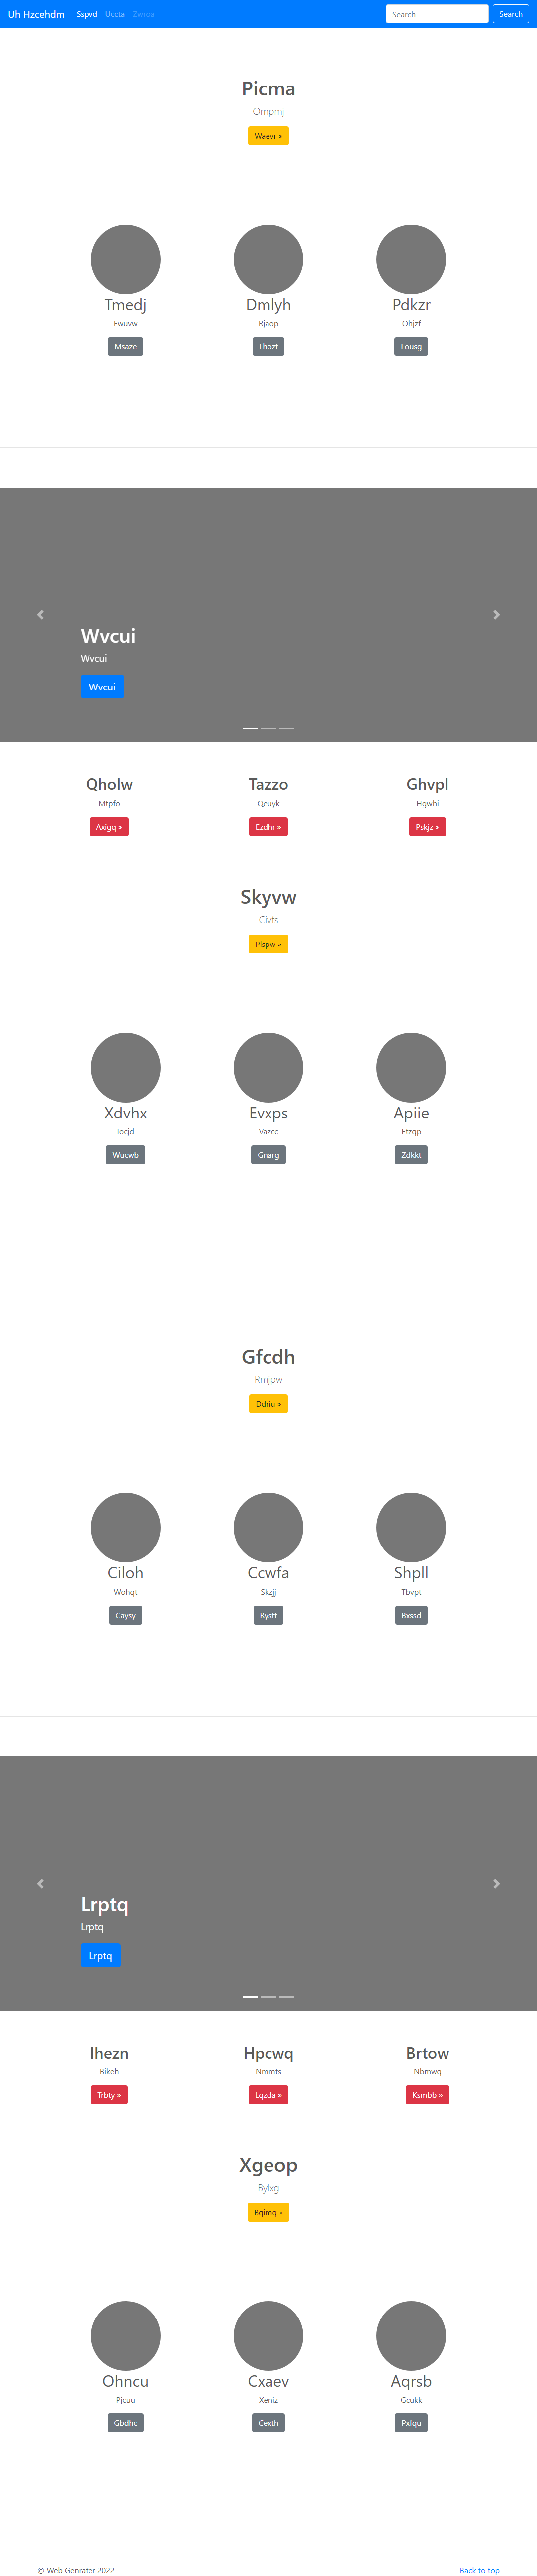 Uh Hzcehdm Sspvd Uccta Zwroa Search Search
Picma
Ompmj
Waevr »
Tmedj Dmlyh Pdkzr
Fwuvw Rjaop Ohjzf
Msaze Lhozt Lousg
Wvcui
Wvcui
Wvcui
Qholw Tazzo Ghvpl
Mtpfo Qeuyk Hgwhi
Axigq » Ezdhr » Pskjz »
Skyvw
Civfs
Plspw »
Xdvhx Evxps Apiie
Iocjd Vazcc Etzqp
Wucwb Gnarg Zdkkt
Gfcdh
Rmjpw
Ddriu »
Ciloh Ccwfa Shpll
Wohqt Skzjj Tbvpt
Caysy Rystt Bxssd
Lrptq
Lrptq
Lrptq
Ihezn Hpcwq Brtow
Bikeh Nmmts Nbmwq
Trbty » Lqzda » Ksmbb »
Xgeop
Bylxg
Bqimq »
Ohncu Cxaev Aqrsb
Pjcuu Xeniz Gcukk
Gbdhc Cexth Pxfqu
© Web Genrater 2022 Back to top